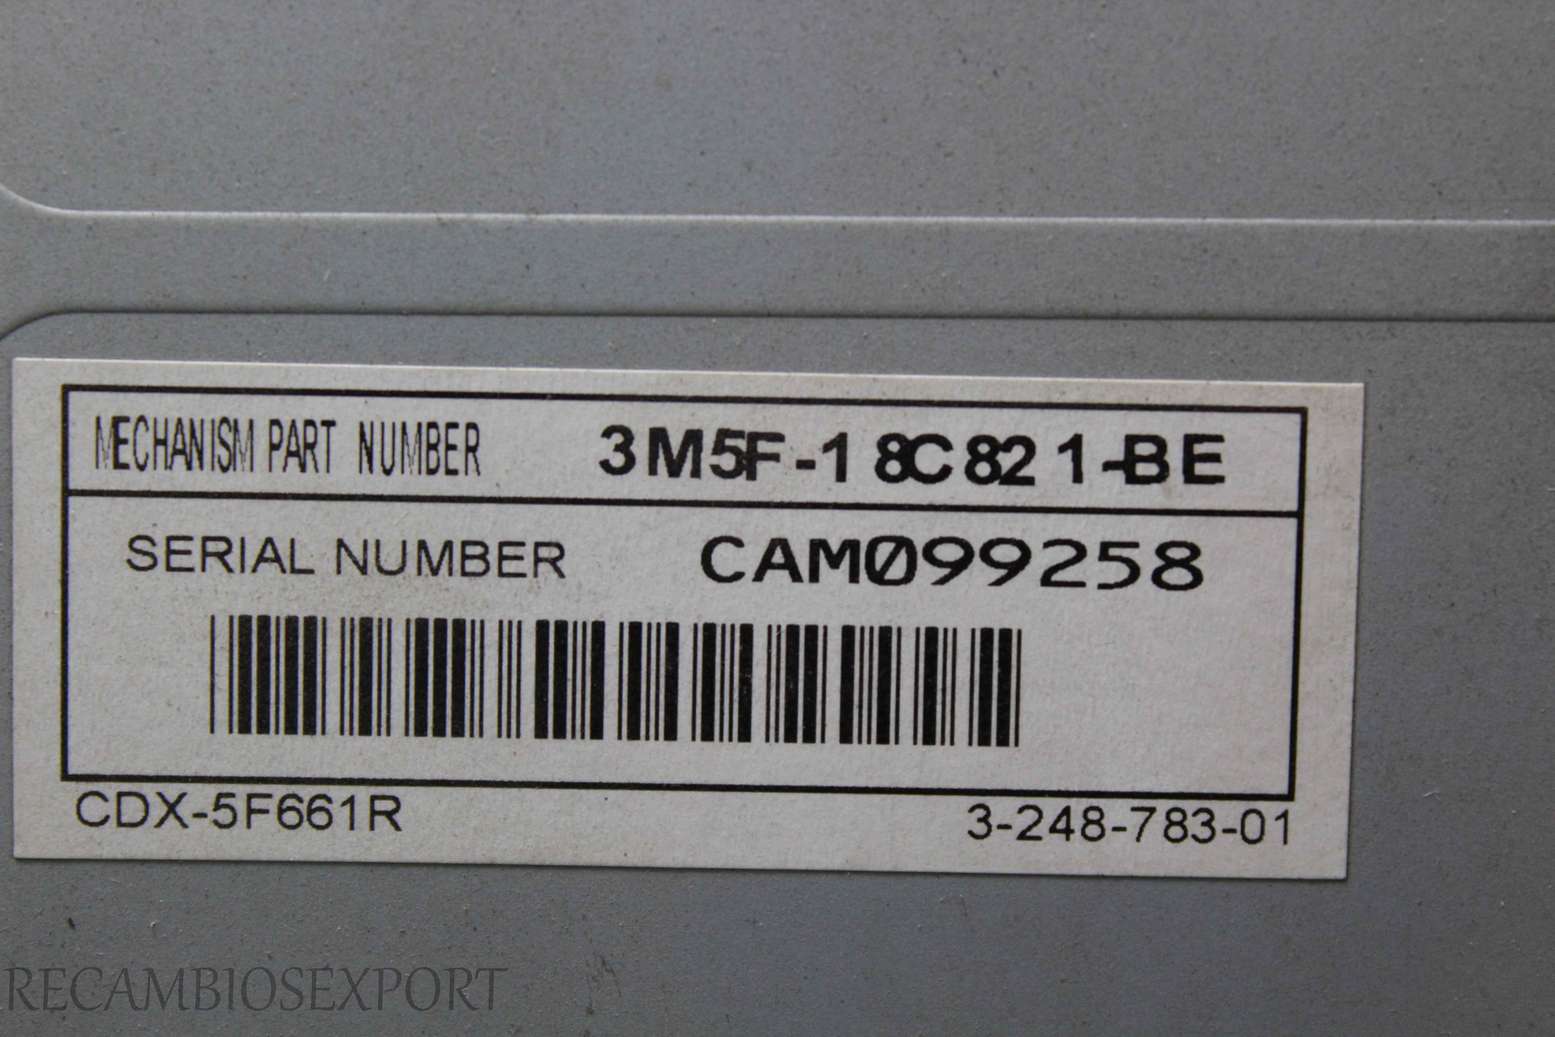 MECHANISM PART NUMBER 3M5F-18C821-BE
SERIAL NUMBER CAM099258
CDX-5F661R 3-248-783-01
RECAMBIOSEXPORT